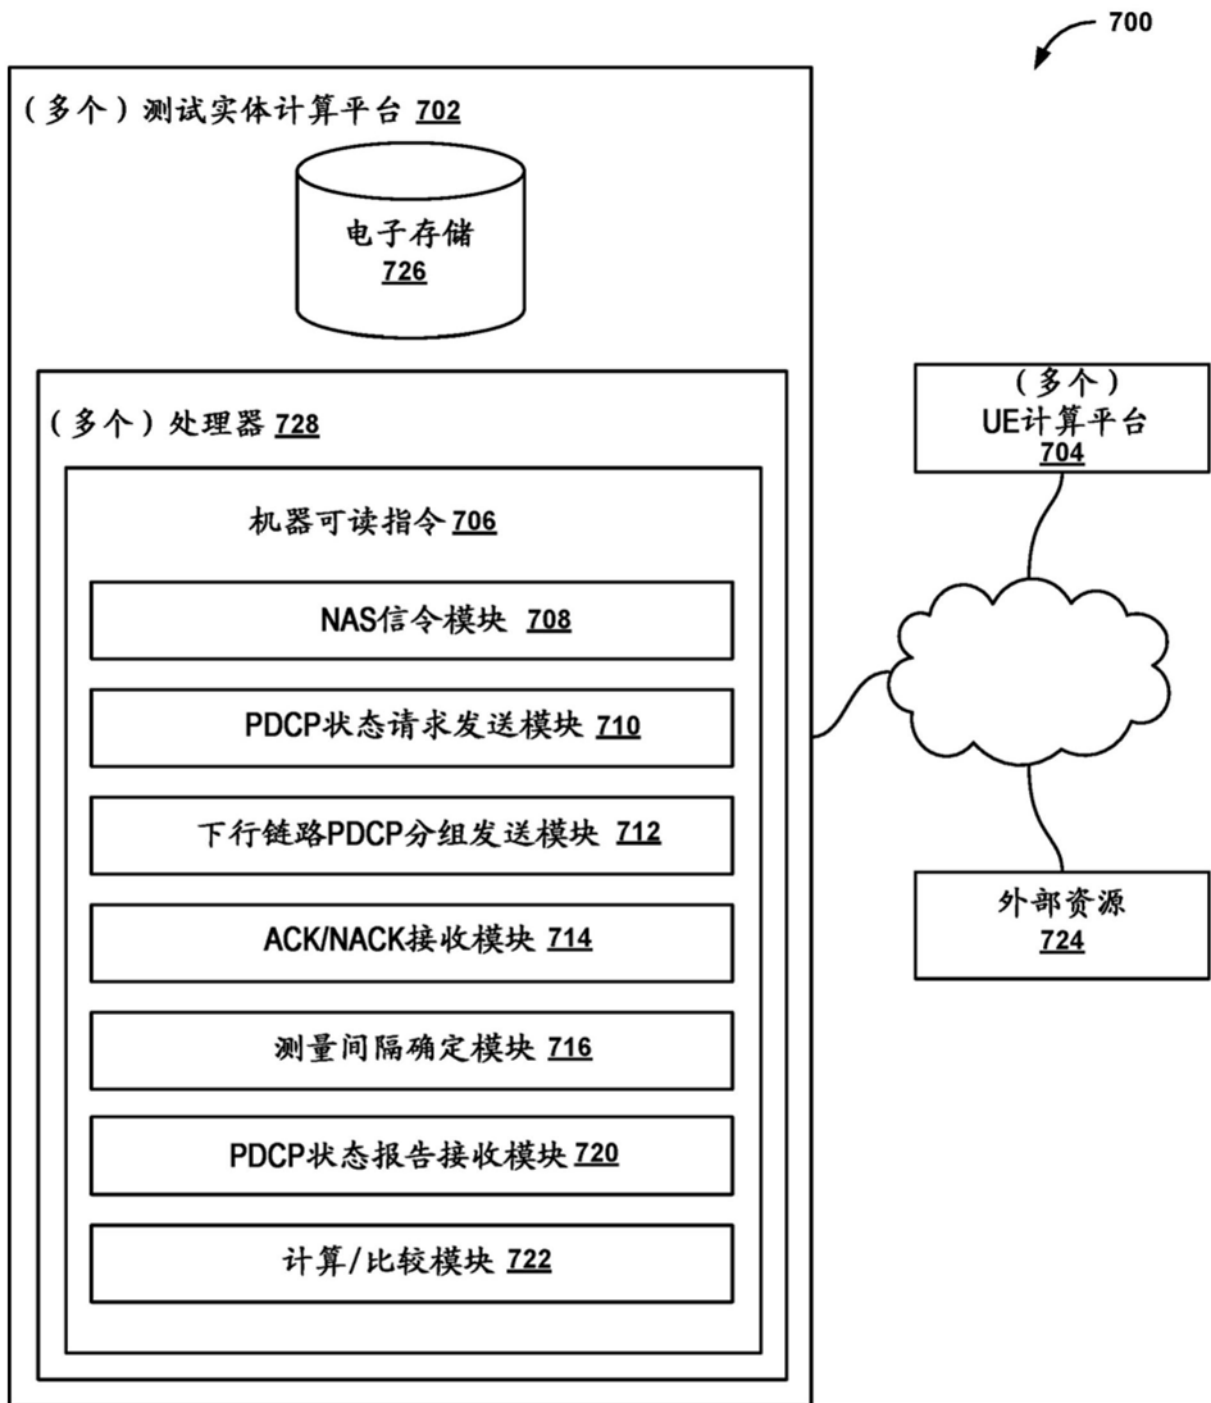 700
（多个）测试实体计算平台 702
电子存储
726
（多个）处理器 728
机器可读指令 706
NAS信令模块 708
PDCP状态请求发送模块 710
下行链路PDCP分组发送模块 712
ACK/NACK接收模块 714
测量间隔确定模块 716
PDCP状态报告接收模块 720
计算/比较模块 722
（多个）
UE计算平台
704
外部资源
724